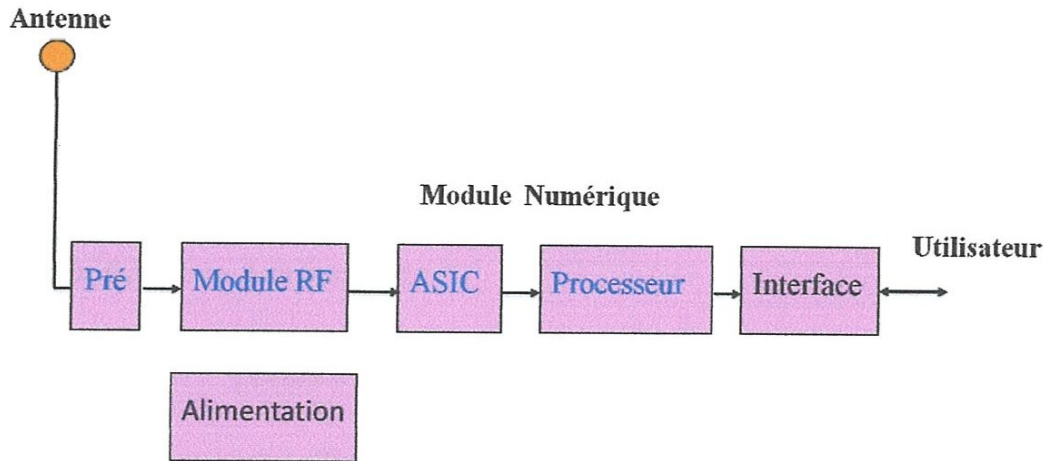 Antenne
Module Numérique
Utilisateur
Pré
Module RF
ASIC
Processeur
Interface
Alimentation